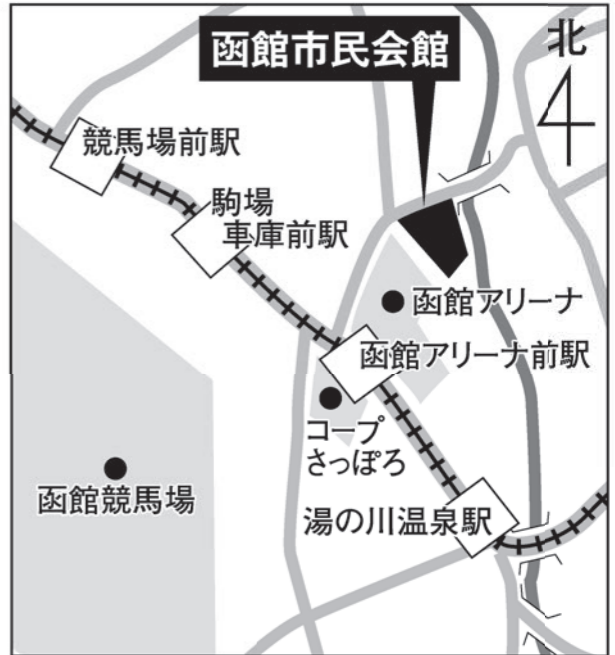 函館市民会館
北
競馬場前駅
駒場
車庫前駅
函館アリーナ
函館アリーナ前駅
コープ
さっぽろ
函館競馬場
湯の川温泉駅